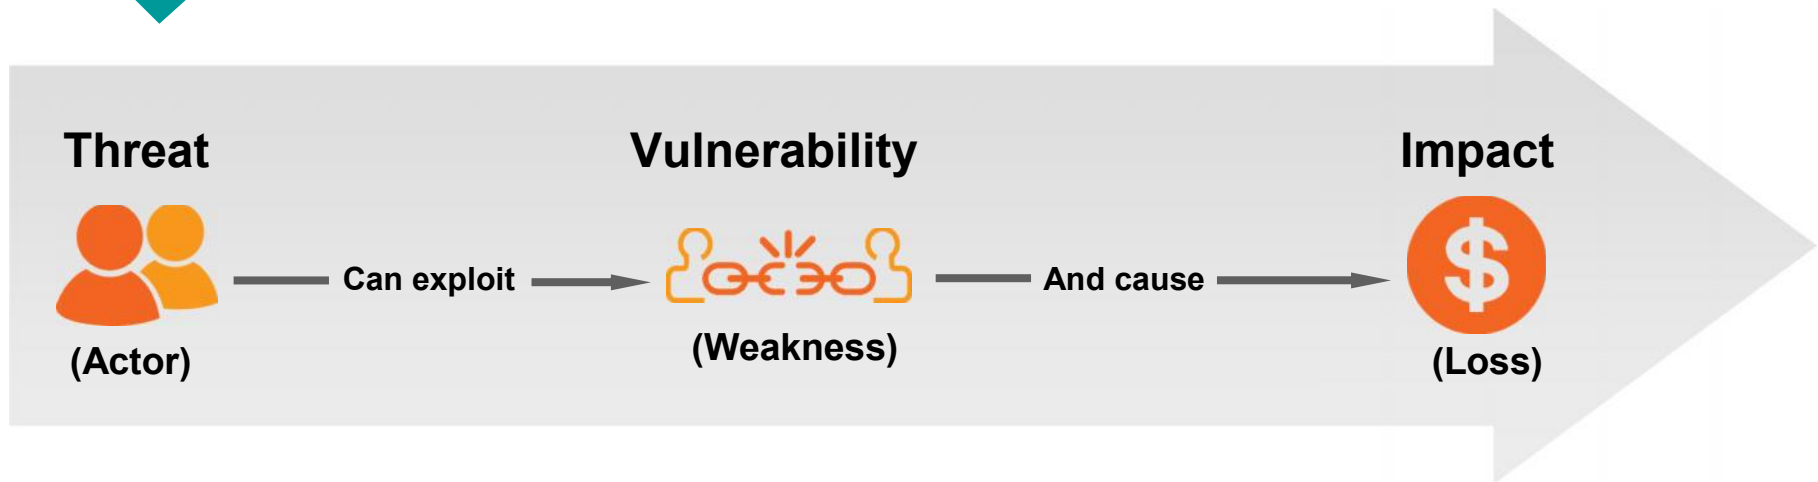 Threat
Vulnerability
Impact
Can exploit
And cause
$
(Actor)
(Weakness)
(Loss)